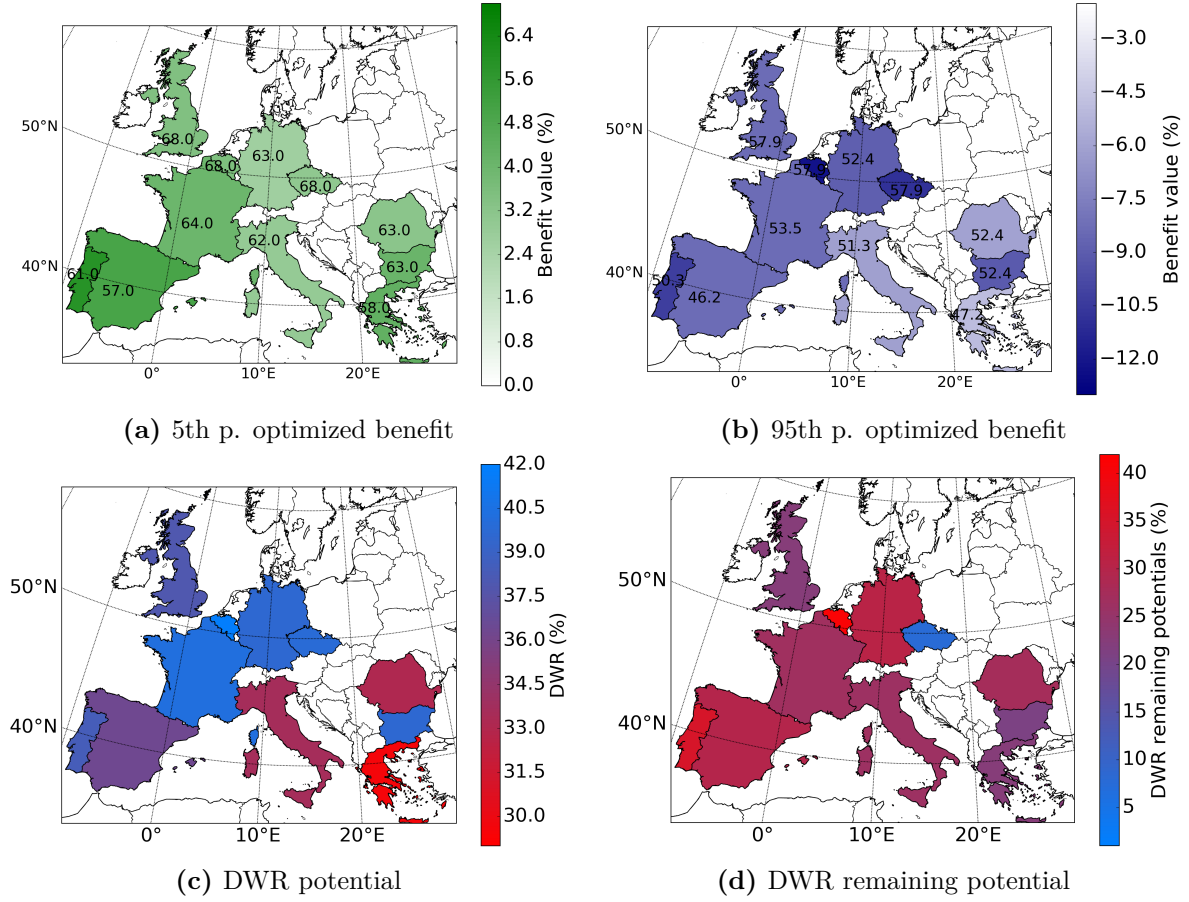 50°N
40°N
0°
10°E
20°E
68.0
68.0
63.0
68.0
64.0
62.0
63.0
63.0
61.0
57.0
58.0
6.4
5.6
4.8
4.0
3.2
2.4
1.6
0.8
0.0
Benefit value (%)
(a) 5th p. optimized benefit
50°N
40°N
0°
10°E
20°E
57.9
57.9
52.4
57.9
53.5
51.3
52.4
52.4
50.3
46.2
47.2
−3.0
−4.5
−6.0
−7.5
−9.0
−10.5
−12.0
Benefit value (%)
(b) 95th p. optimized benefit
50°N
40°N
0°
10°E
20°E
42.0
40.5
39.0
37.5
36.0
34.5
33.0
31.5
30.0
DWR (%)
(c) DWR potential
50°N
40°N
0°
10°E
20°E
40
35
30
25
20
15
10
5
DWR remaining potentials (%)
(d) DWR remaining potential